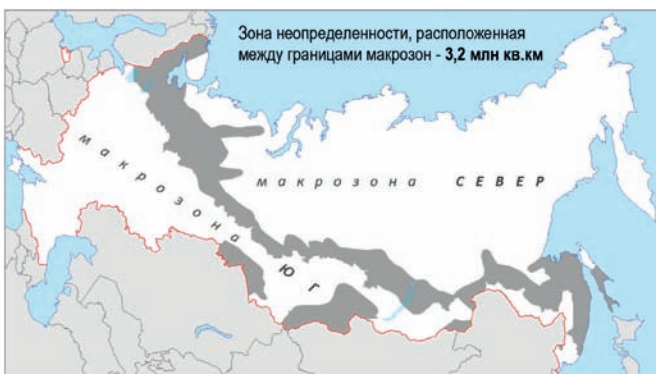 Зона неопределенности, расположенная
между границами макрозон - 3,2 млн кв.км
макрозона СЕВЕР
макрозона ЮГ